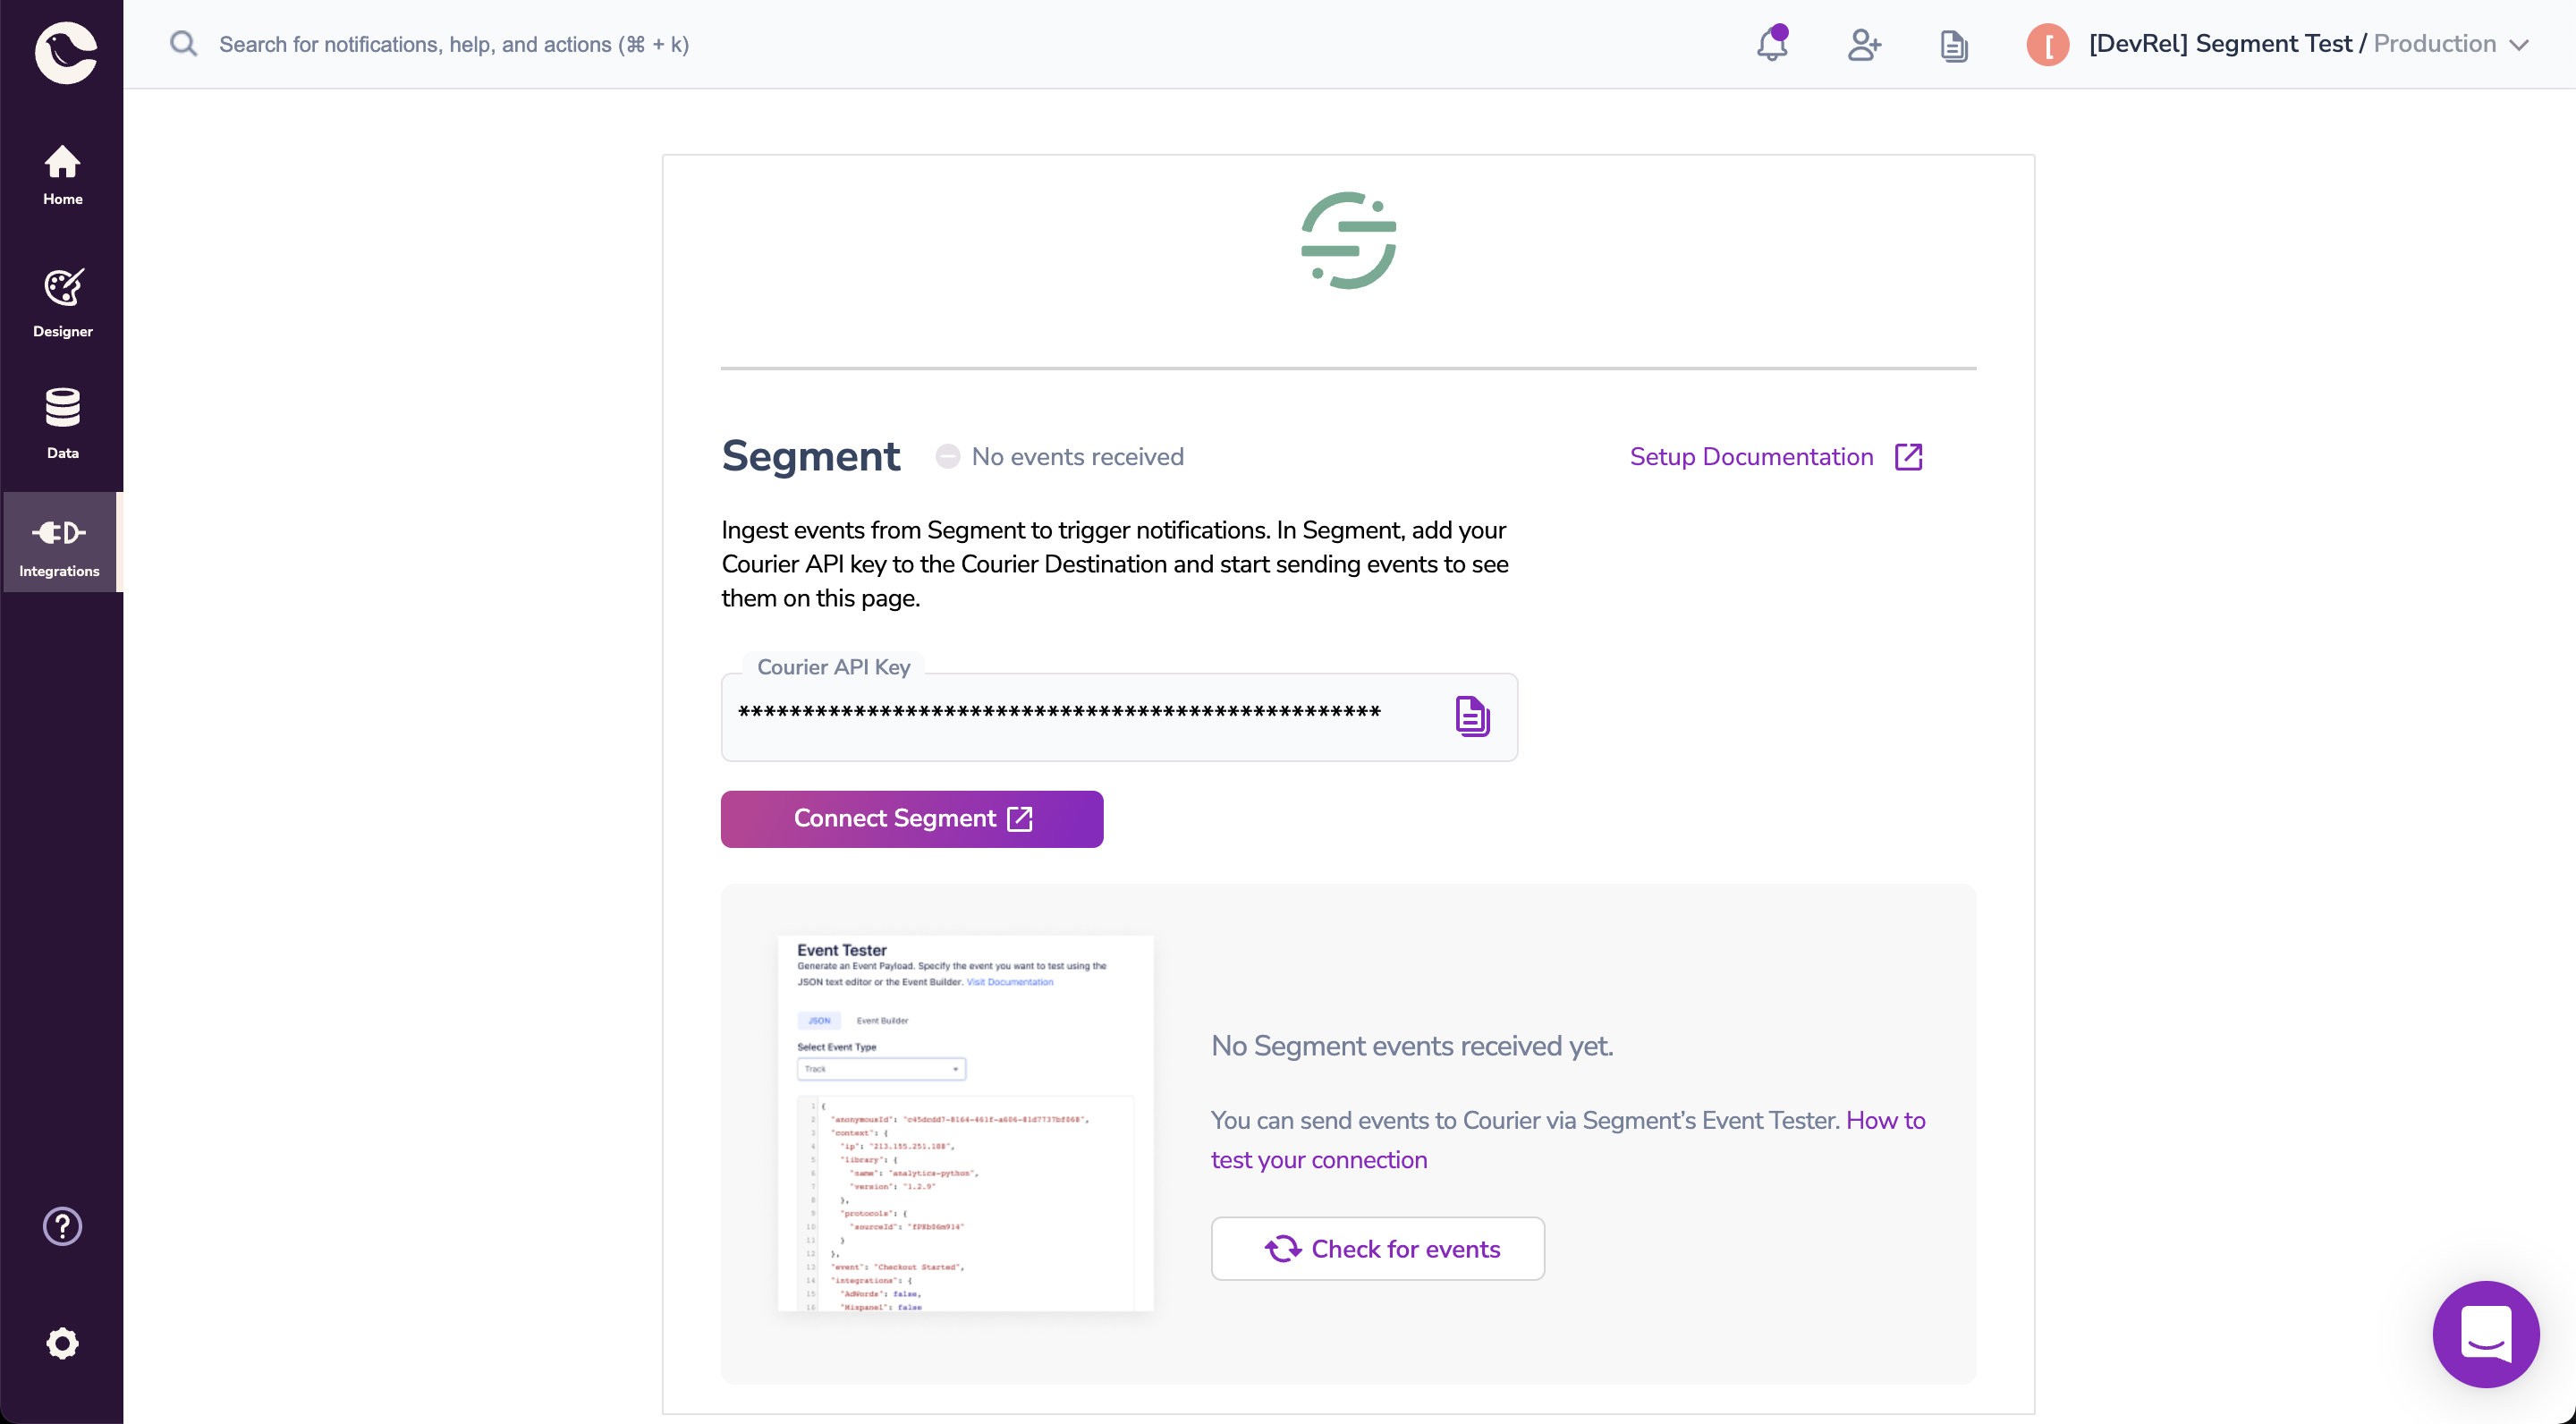 Search for notifications, help, and actions (⌘ + k)
[
[DevRel] Segment Test / Production
Home
Designer
Data
Integrations
Segment
No events received
Setup Documentation
Ingest events from Segment to trigger notifications. In Segment, add your
Courier API key to the Courier Destination and start sending events to see
them on this page.
Courier API Key
**************************************************
Connect Segment
Event Tester
Generate an Event Payload. Specify the event you want to test using the
JSON text editor or the Event Builder. Visit Documentation
JSON Event Builder
Select Event Type
Track
1 {
2 "anonymousId": "c45dcdd7-8164-461f-a606-81d7737bf068",
3 "context": {
4 "ip": "213.155.251.188",
5 "library": {
6 "name": "analytics-python",
7 "version": "1.2.9"
8 },
9 "protocols": {
10 "sourceId":
11 }
12 },
13 "event": "Checkout Started",
14 "integrations": {
15 "AdWords": false,
16 "Mixpanel": false
No Segment events received yet.
You can send events to Courier via Segment’s Event Tester. How to
test your connection
Check for events
?